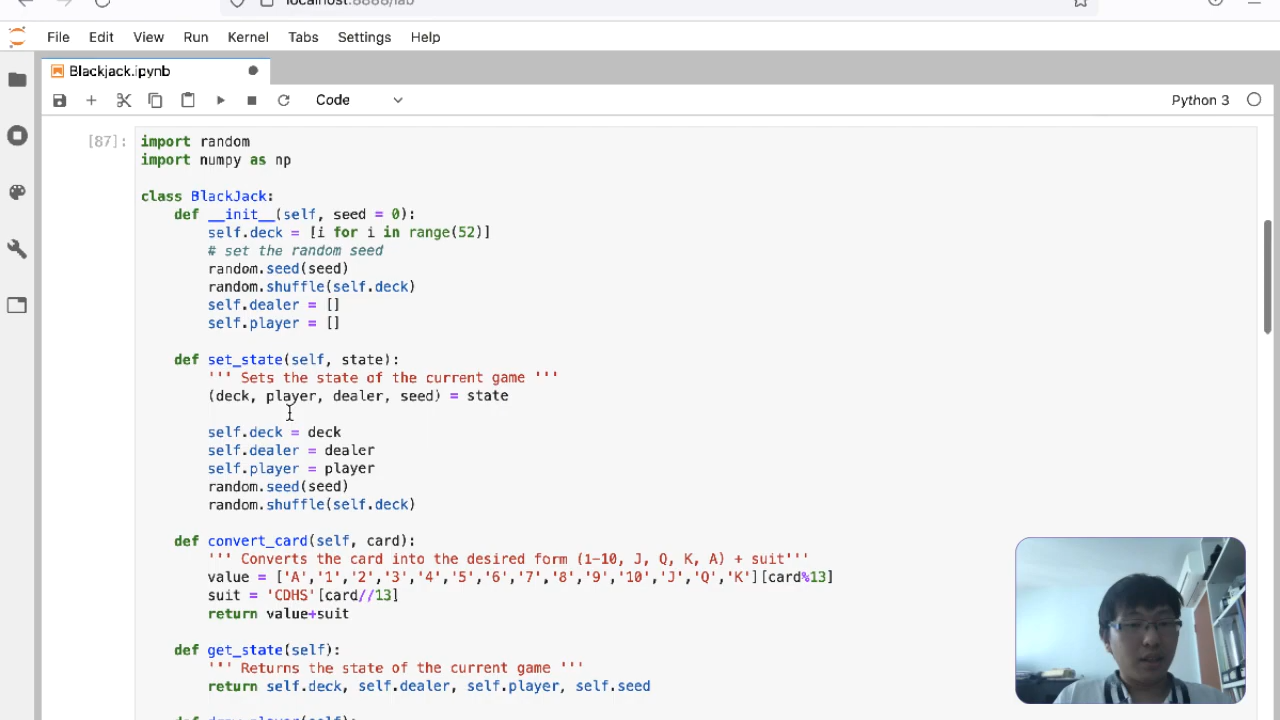 localhost:8888/lab
File Edit View Run Kernel Tabs Settings Help
Blackjack.ipynb
Code Python 3
[87]: import random
import numpy as np
class BlackJack:
def __init__(self, seed = 0):
self.deck = [i for i in range(52)]
# set the random seed
random.seed(seed)
random.shuffle(self.deck)
self.dealer = []
self.player = []
def set_state(self, state):
''' Sets the state of the current game '''
(deck, player, dealer, seed) = state
self.deck = deck
self.dealer = dealer
self.player = player
random.seed(seed)
random.shuffle(self.deck)
def convert_card(self, card):
''' Converts the card into the desired form (1-10, J, Q, K, A) + suit'''
value = ['A','1','2','3','4','5','6','7','8','9','10','J','Q','K'][card%13]
suit = 'CDHS'[card//13]
return value+suit
def get_state(self):
''' Returns the state of the current game '''
return self.deck, self.dealer, self.player, self.seed
def draw_player(self):